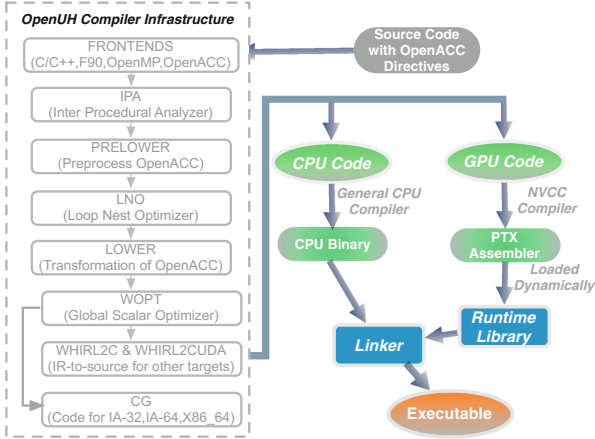 OpenUH Compiler Infrastructure
FRONTENDS
(C/C++,F90,OpenMP,OpenACC)
IPA
(Inter Procedural Analyzer)
PRELOWER
(Preprocess OpenACC)
LNO
(Loop Nest Optimizer)
LOWER
(Transformation of OpenACC)
WOPT
(Global Scalar Optimizer)
WHIRL2C & WHIRL2CUDA
(IR-to-source for other targets)
CG
(Code for IA-32,IA-64,X86_64)
Source Code
with OpenACC
Directives
CPU Code
General CPU
Compiler
CPU Binary
GPU Code
NVCC
Compiler
PTX
Assembler
Loaded
Dynamically
Runtime
Library
Linker
Executable